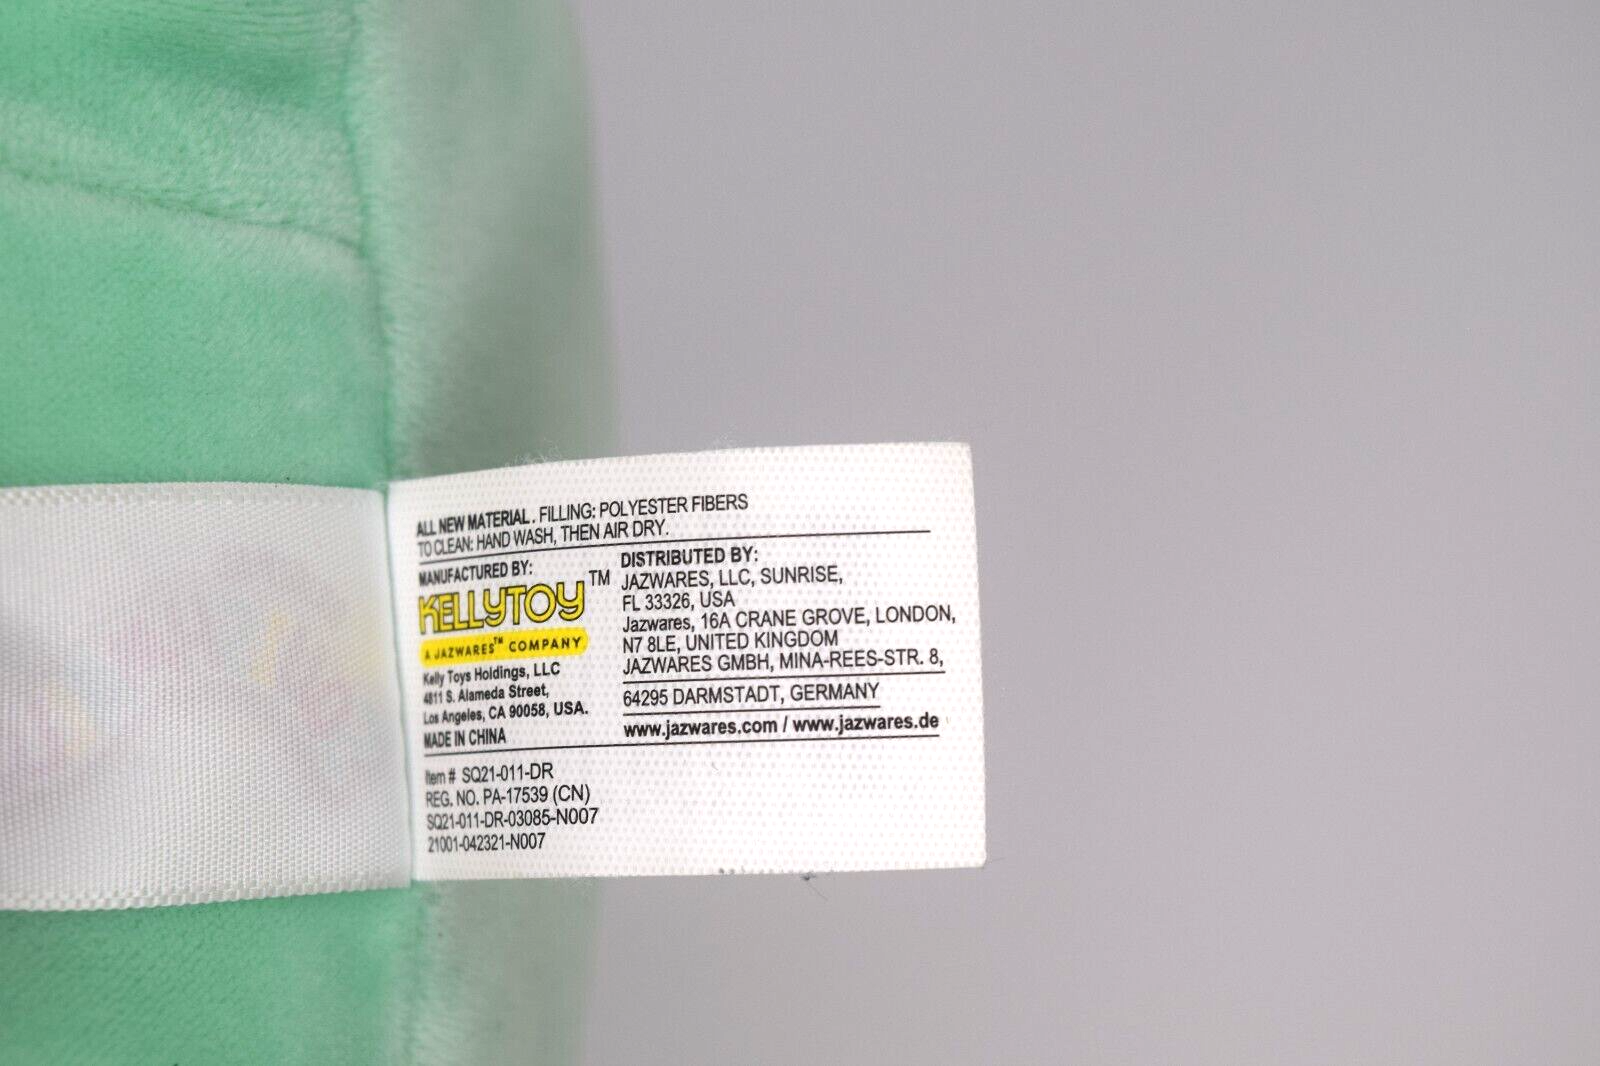 ALL NEW MATERIAL. FILLING: POLYESTER FIBERS
TO CLEAN: HAND WASH, THEN AIR DRY.
MANUFACTURED BY:
KELLYTOY™
A JAZWARES™ COMPANY
Kelly Toys Holdings, LLC
4811 S. Alameda Street,
Los Angeles, CA 90058, USA.
MADE IN CHINA
DISTRIBUTED BY:
JAZWARES, LLC, SUNRISE,
FL 33326, USA
Jazwares, 16A CRANE GROVE, LONDON,
N7 8LE, UNITED KINGDOM
JAZWARES GMBH, MINA-REES-STR. 8,
64295 DARMSTADT, GERMANY
www.jazwares.com / www.jazwares.de
Item # SQ21-011-DR
REG. NO. PA-17539 (CN)
SQ21-011-DR-03085-N007
21001-042321-N007